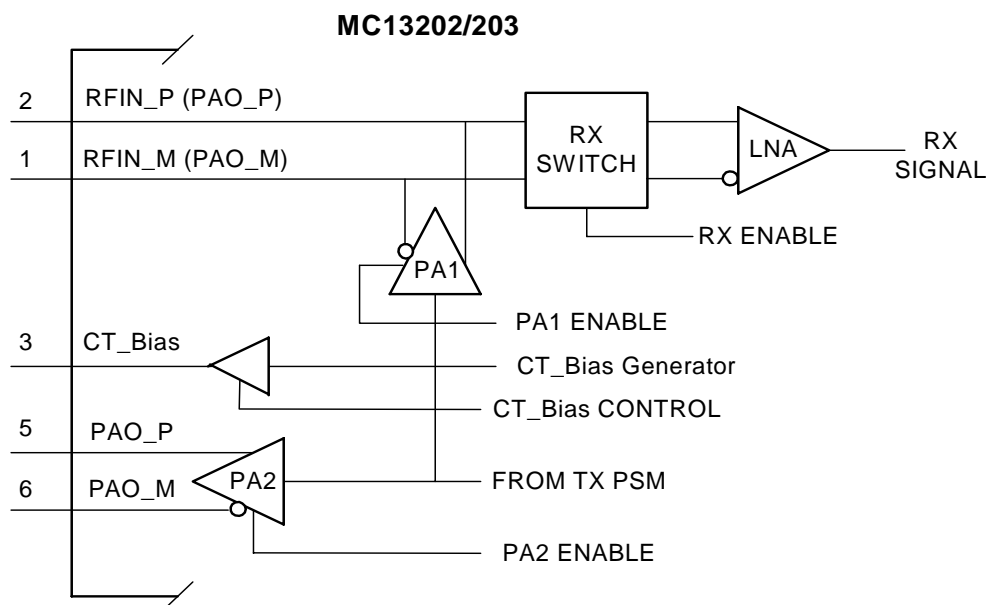 MC13202/203
2 RFIN_P (PAO_P)
1 RFIN_M (PAO_M)
RX
SWITCH
LNA
RX
SIGNAL
RX ENABLE
PA1
PA1 ENABLE
3 CT_Bias
CT_Bias Generator
CT_Bias CONTROL
5 PAO_P
6 PAO_M
PA2
FROM TX PSM
PA2 ENABLE